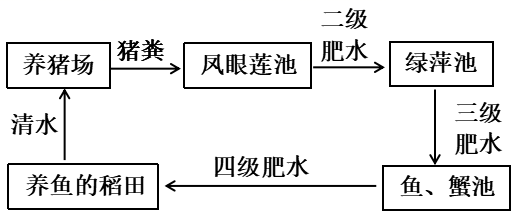 养猪场
猪粪
凤眼莲池
二级
肥水
绿萍池
三级
肥水
鱼、蟹池
四级肥水
养鱼的稻田
清水